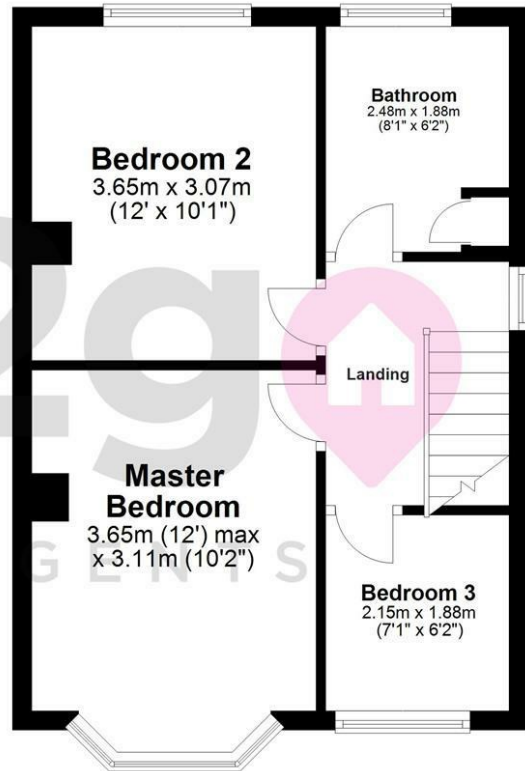 Bedroom 2
3.65m x 3.07m
(12' x 10'1")
Bathroom
2.48m x 1.88m
(8'1" x 6'2")
2g
Landing
Master
Bedroom
3.65m (12') max
x 3.11m (10'2")
GENTS
Bedroom 3
2.15m x 1.88m
(7'1" x 6'2")